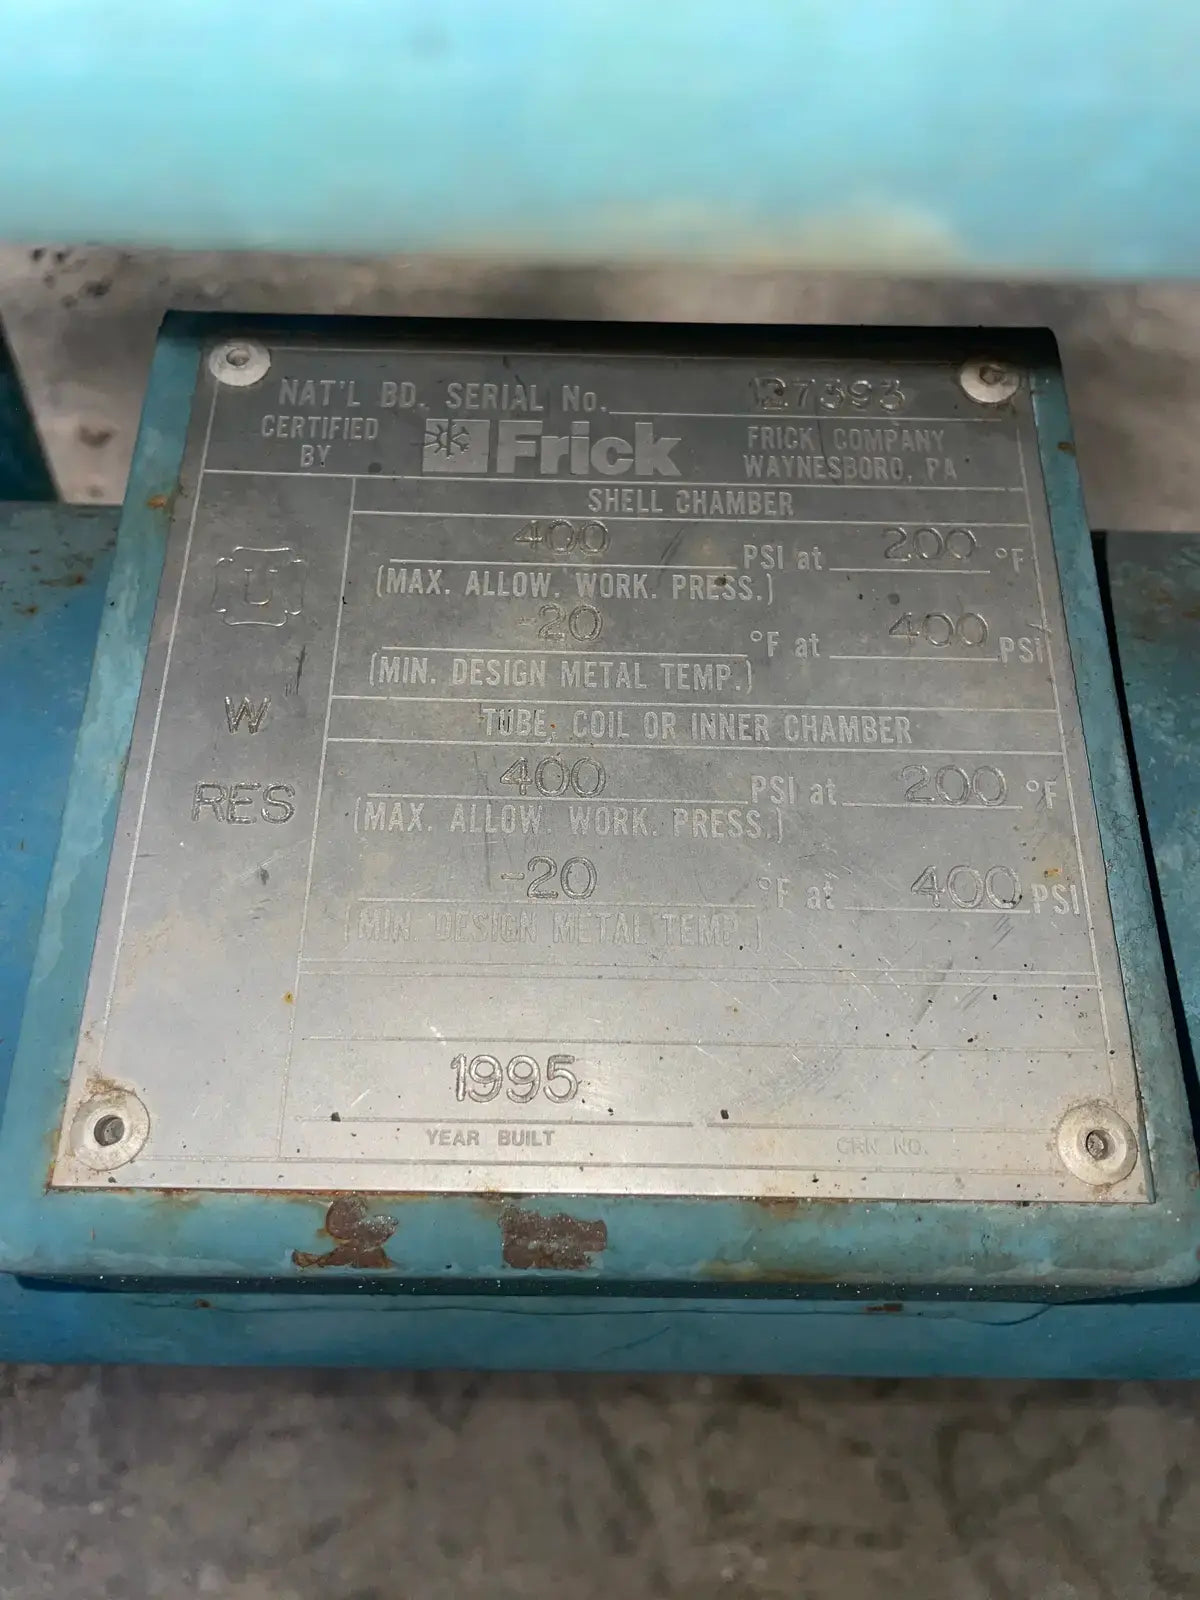 NAT'L BD. SERIAL No. 127393
CERTIFIED BY Frick FRICK COMPANY
WAYNESBORO, PA
SHELL CHAMBER
400 PSI at 200 °F
(MAX. ALLOW. WORK. PRESS.)
-20 °F at 400 PSI
(MIN. DESIGN METAL TEMP.)
U
W
RES
TUBE, COIL OR INNER CHAMBER
400 PSI at 200 °F
(MAX. ALLOW. WORK. PRESS.)
-20 °F at 400 PSI
(MIN. DESIGN METAL TEMP.)
1995
YEAR BUILT CRN NO.